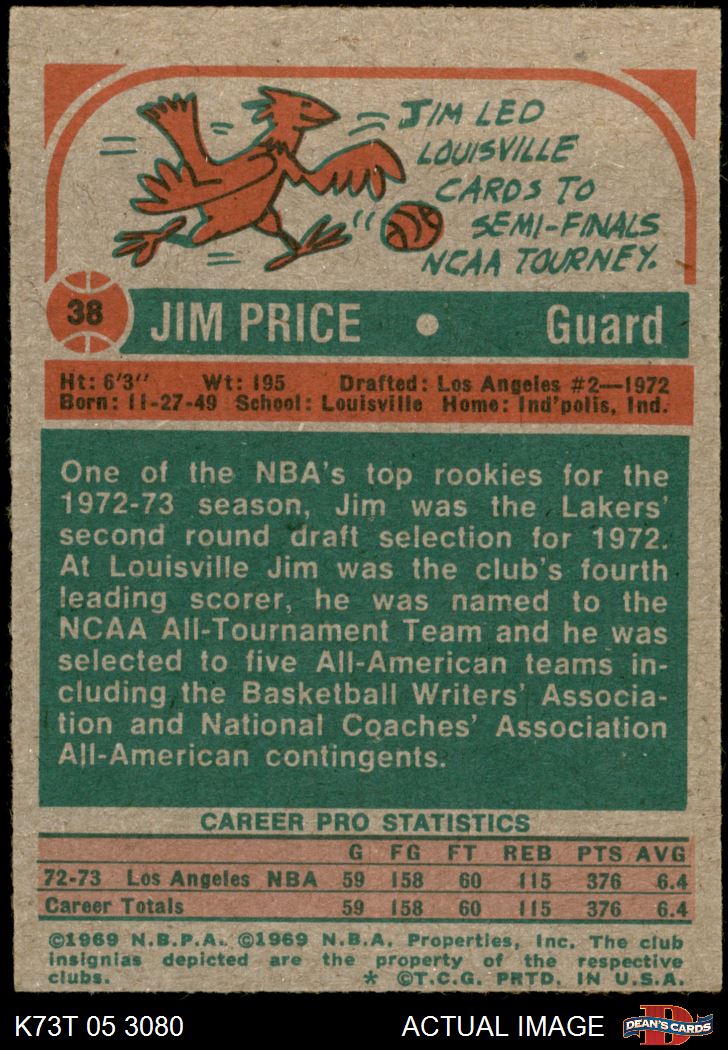 JIM LED
LOUISVILLE
CARDS TO
SEMI-FINALS
NCAA TOURNEY.
38 JIM PRICE • Guard
Ht: 6'3" Wt: 195 Drafted: Los Angeles #2—1972
Born: 11-27-49 School: Louisville Home: Ind'polis, Ind.
One of the NBA's top rookies for the
1972-73 season, Jim was the Lakers'
second round draft selection for 1972.
At Louisville Jim was the club's fourth
leading scorer, he was named to the
NCAA All-Tournament Team and he was
selected to five All-American teams in-
cluding the Basketball Writers' Associa-
tion and National Coaches' Association
All-American contingents.
CAREER PRO STATISTICS
G FG FT REB PTS AVG
72-73 Los Angeles NBA 59 158 60 115 376 6.4
Career Totals 59 158 60 115 376 6.4
©1969 N.B.P.A. ©1969 N.B.A. Properties, Inc. The club
insignias depicted are the property of the respective
clubs. * ©T.C.G. PRTD. IN U.S.A.
K73T 05 3080 ACTUAL IMAGE D DEAN'S CARDS